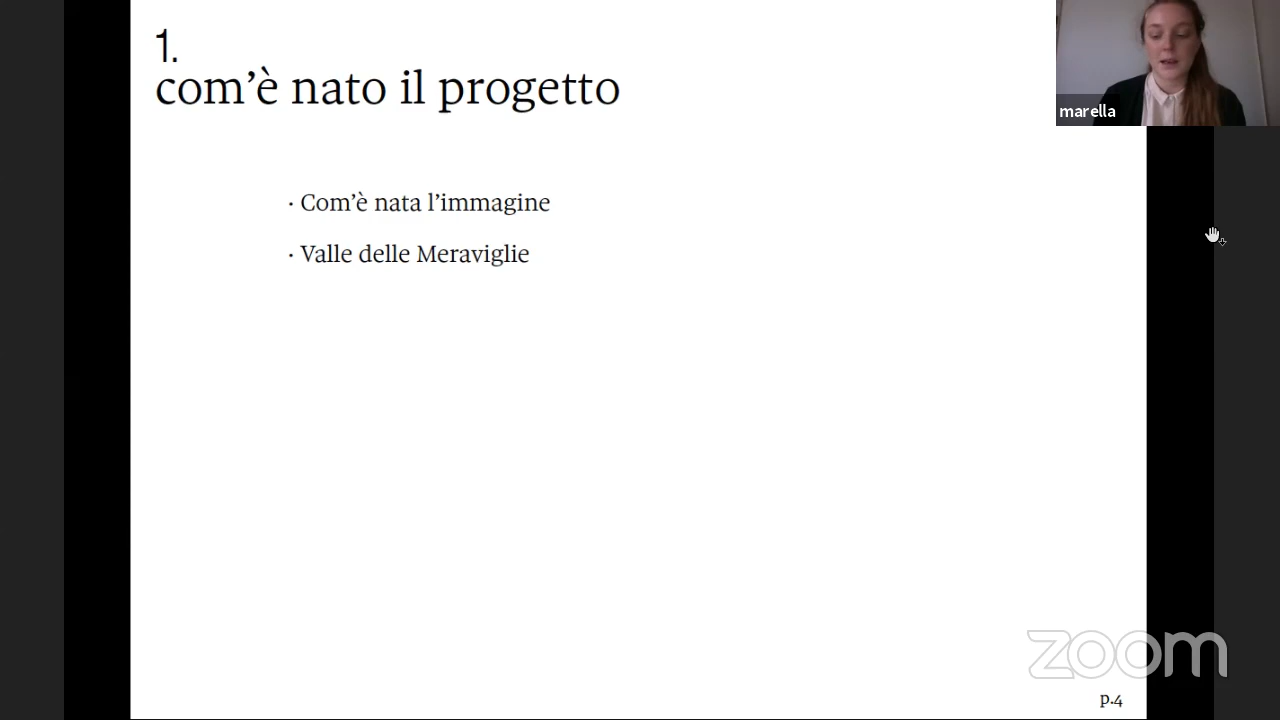 1.
com’è nato il progetto
· Com’è nata l’immagine
· Valle delle Meraviglie
marella
zoom
p.4